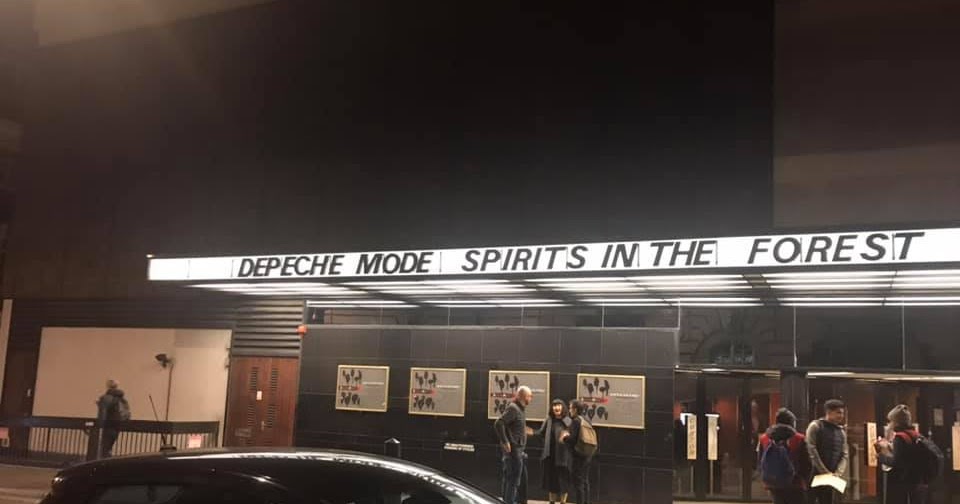 DEPECHE MODE SPIRITS IN THE FOREST